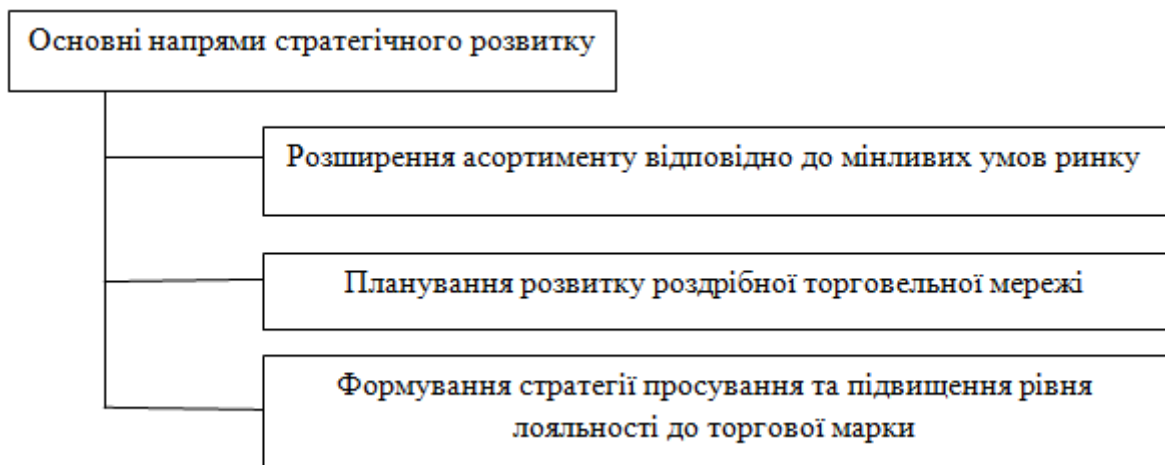 Основні напрями стратегічного розвитку
Розширення асортименту відповідно до мінливих умов ринку
Планування розвитку роздрібної торговельної мережі
Формування стратегії просування та підвищення рівня
лояльності до торгової марки